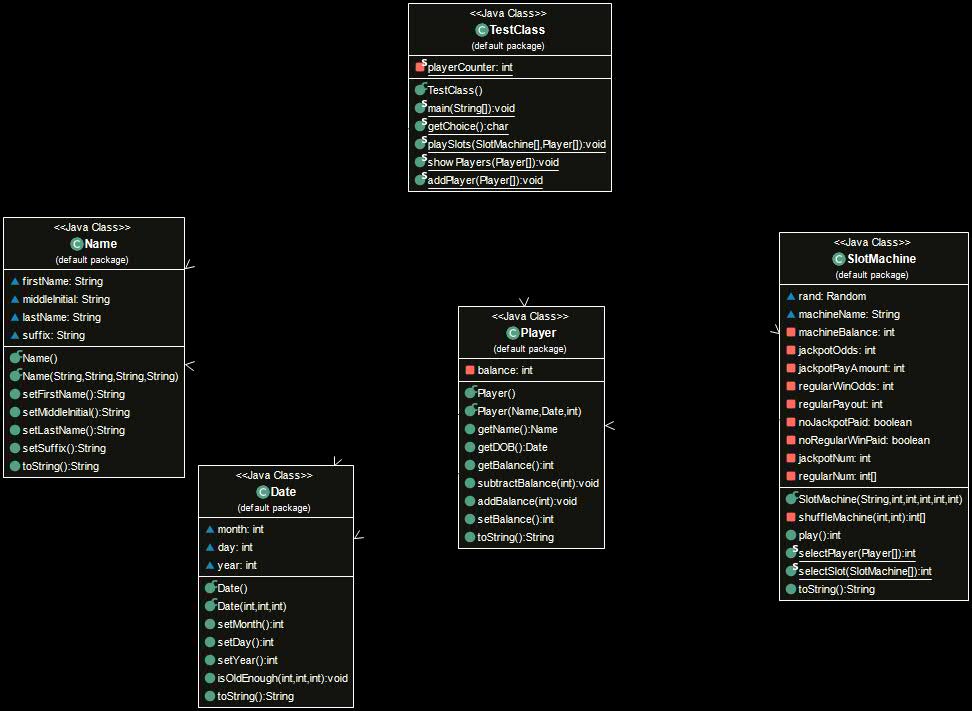 <<Java Class>>
TestClass
(default package)
playerCounter: int
TestClass()
main(String[]):void
getChoice():char
playSlots(SlotMachine[],Player[]):void
showPlayers(Player[]):void
addPlayer(Player[]):void
<<Java Class>>
Name
(default package)
firstName: String
middleInitial: String
lastName: String
suffix: String
Name()
Name(String,String,String,String)
setFirstName():String
setMiddleInitial():String
setLastName():String
setSuffix():String
toString():String
<<Java Class>>
Date
(default package)
month: int
day: int
year: int
Date()
Date(int,int,int)
setMonth():int
setDay():int
setYear():int
isOldEnough(int,int,int):void
toString():String
<<Java Class>>
Player
(default package)
balance: int
Player()
Player(Name,Date,int)
getName():Name
getDOB():Date
getBalance():int
subtractBalance(int):void
addBalance(int):void
setBalance():int
toString():String
<<Java Class>>
SlotMachine
(default package)
rand: Random
machineName: String
machineBalance: int
jackpotOdds: int
jackpotPayAmount: int
regularWinOdds: int
regularPayout: int
noJackpotPaid: boolean
noRegularWinPaid: boolean
jackpotNum: int
regularNum: int[]
SlotMachine(String,int,int,int,int,int)
shuffleMachine(int,int):int[]
play():int
selectPlayer(Player[]):int
selectSlot(SlotMachine[]):int
toString():String